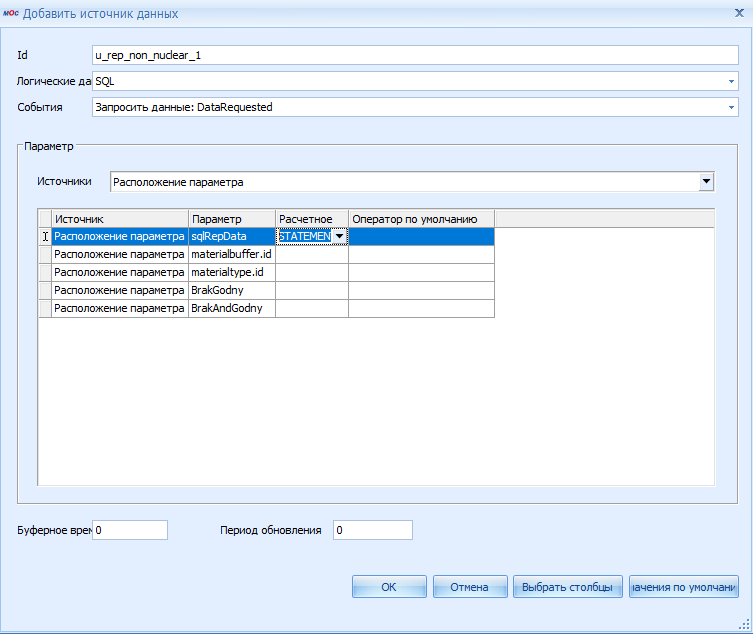 МОС Добавить источник данных
Id u_rep_non_nuclear_1
Логические да SQL
События Запросить данные: DataRequested
Параметр
Источники Расположение параметра
Источник Параметр Расчетное Оператор по умолчанию
Расположение параметра sqlRepData STATEMEN
Расположение параметра materialbuffer.id
Расположение параметра materialtype.id
Расположение параметра BrakGodny
Расположение параметра BrakAndGodny
Буферное врем 0 Период обновления 0
OK Отмена Выбрать столбцы начения по умолчани